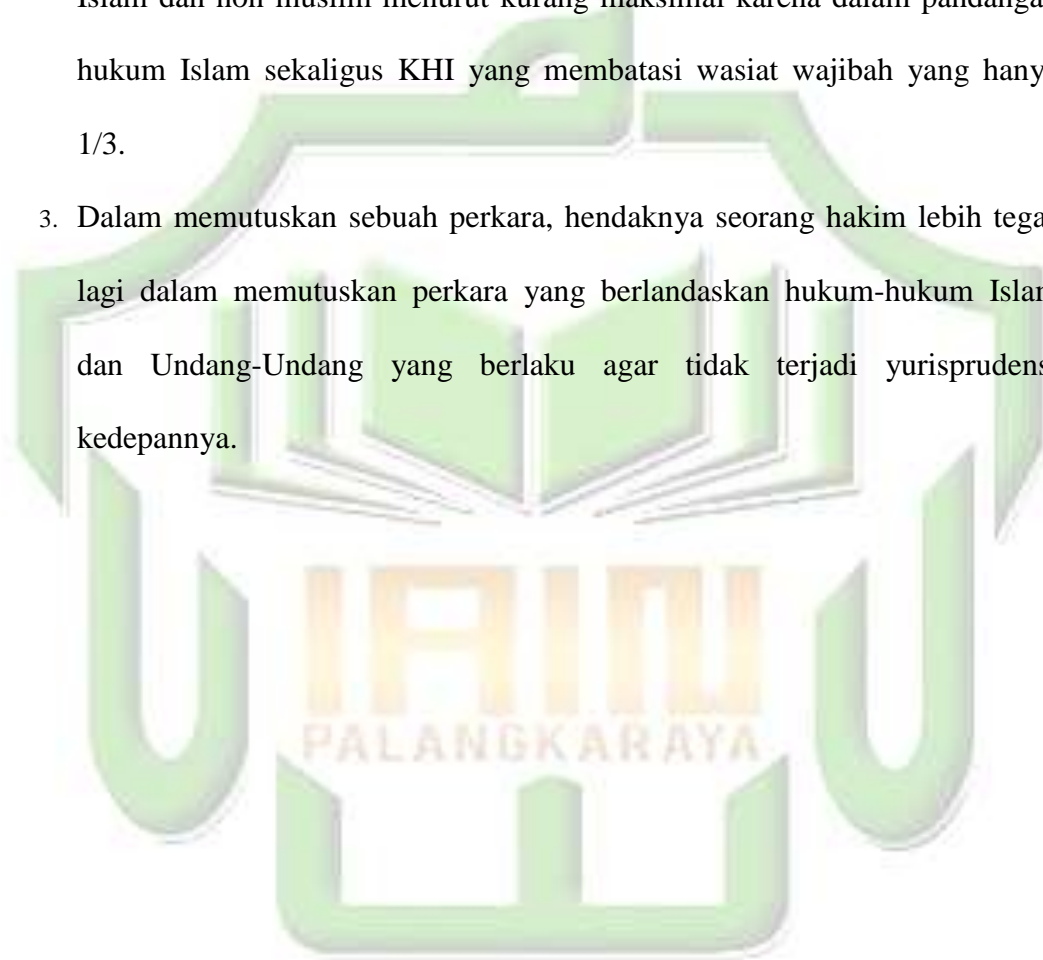 Islam dan non muslim menurut kurang maksimal karena dalam pandanga
hukum Islam sekaligus KHI yang membatasi wasiat wajibah yang hany
1/3.
3. Dalam memutuskan sebuah perkara, hendaknya seorang hakim lebih tega
lagi dalam memutuskan perkara yang berlandaskan hukum-hukum Islam
dan Undang-Undang yang berlaku agar tidak terjadi yurisprudens
kedepannya.
IAIN
PALANGKARAYA